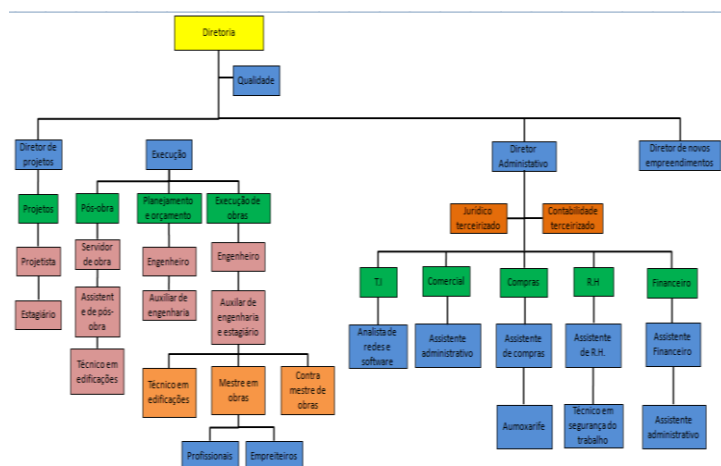 Diretoria
Qualidade
Diretor de
projetos
Execução
Diretor
Administativo
Diretor de novos
empreendimentos
Projetos
Pós-obra
Planejamento
e orçamento
Execução de
obras
Jurídico
terceirizado
Contabilidade
terceirizado
Projetista
Servidor
de obra
Engenheiro
Engenheiro
T.I
Comercial
Compras
R.H
Financeiro
Estagiário
Assistent
e de pós-
obra
Auxiliar de
engenharia
Auxilar de
engenharia
e estagiário
Analista de
redes e
software
Assistente
administrativo
Assistente
de compras
Assistente
de R.H.
Assistente
Financeiro
Técnico em
edificações
Técnico em
edificações
Mestre em
obras
Contra
mestre de
obras
Aumoxarife
Técnico em
segurança do
trabalho
Assistente
administrativo
Profissionais
Empreiteiros